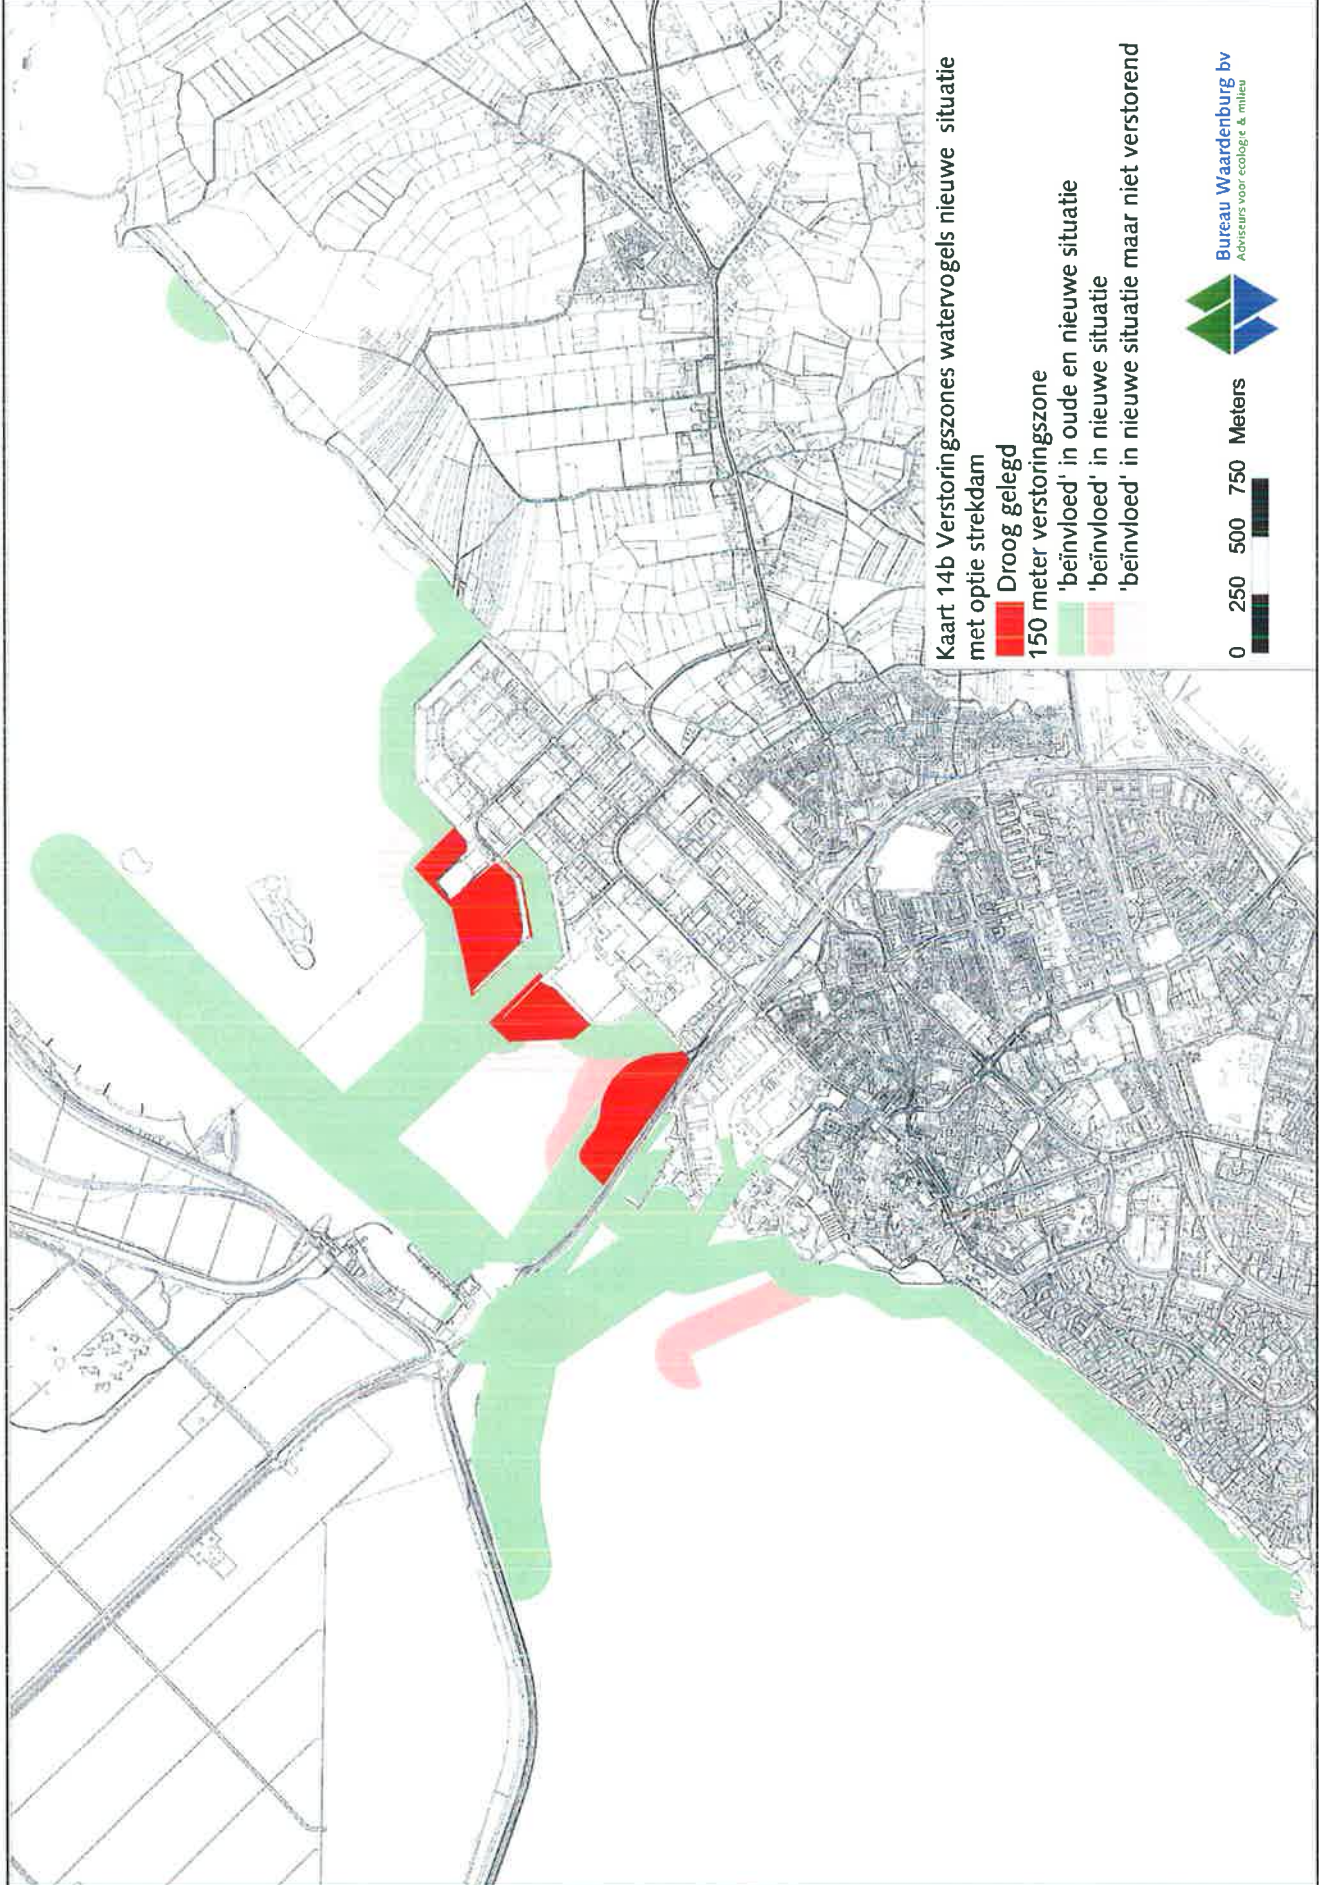 Kaart 14b Verstoringszones watervogels nieuwe situatie
met optie strekdam
Droog gelegd
150 meter verstoringszone
'beïnvloed' in oude en nieuwe situatie
'beïnvloed' in nieuwe situatie
'beïnvloed' in nieuwe situatie maar niet verstorend
0 250 500 750 Meters
Bureau Waardenburg bv
Adviseurs voor ecologie & milieu